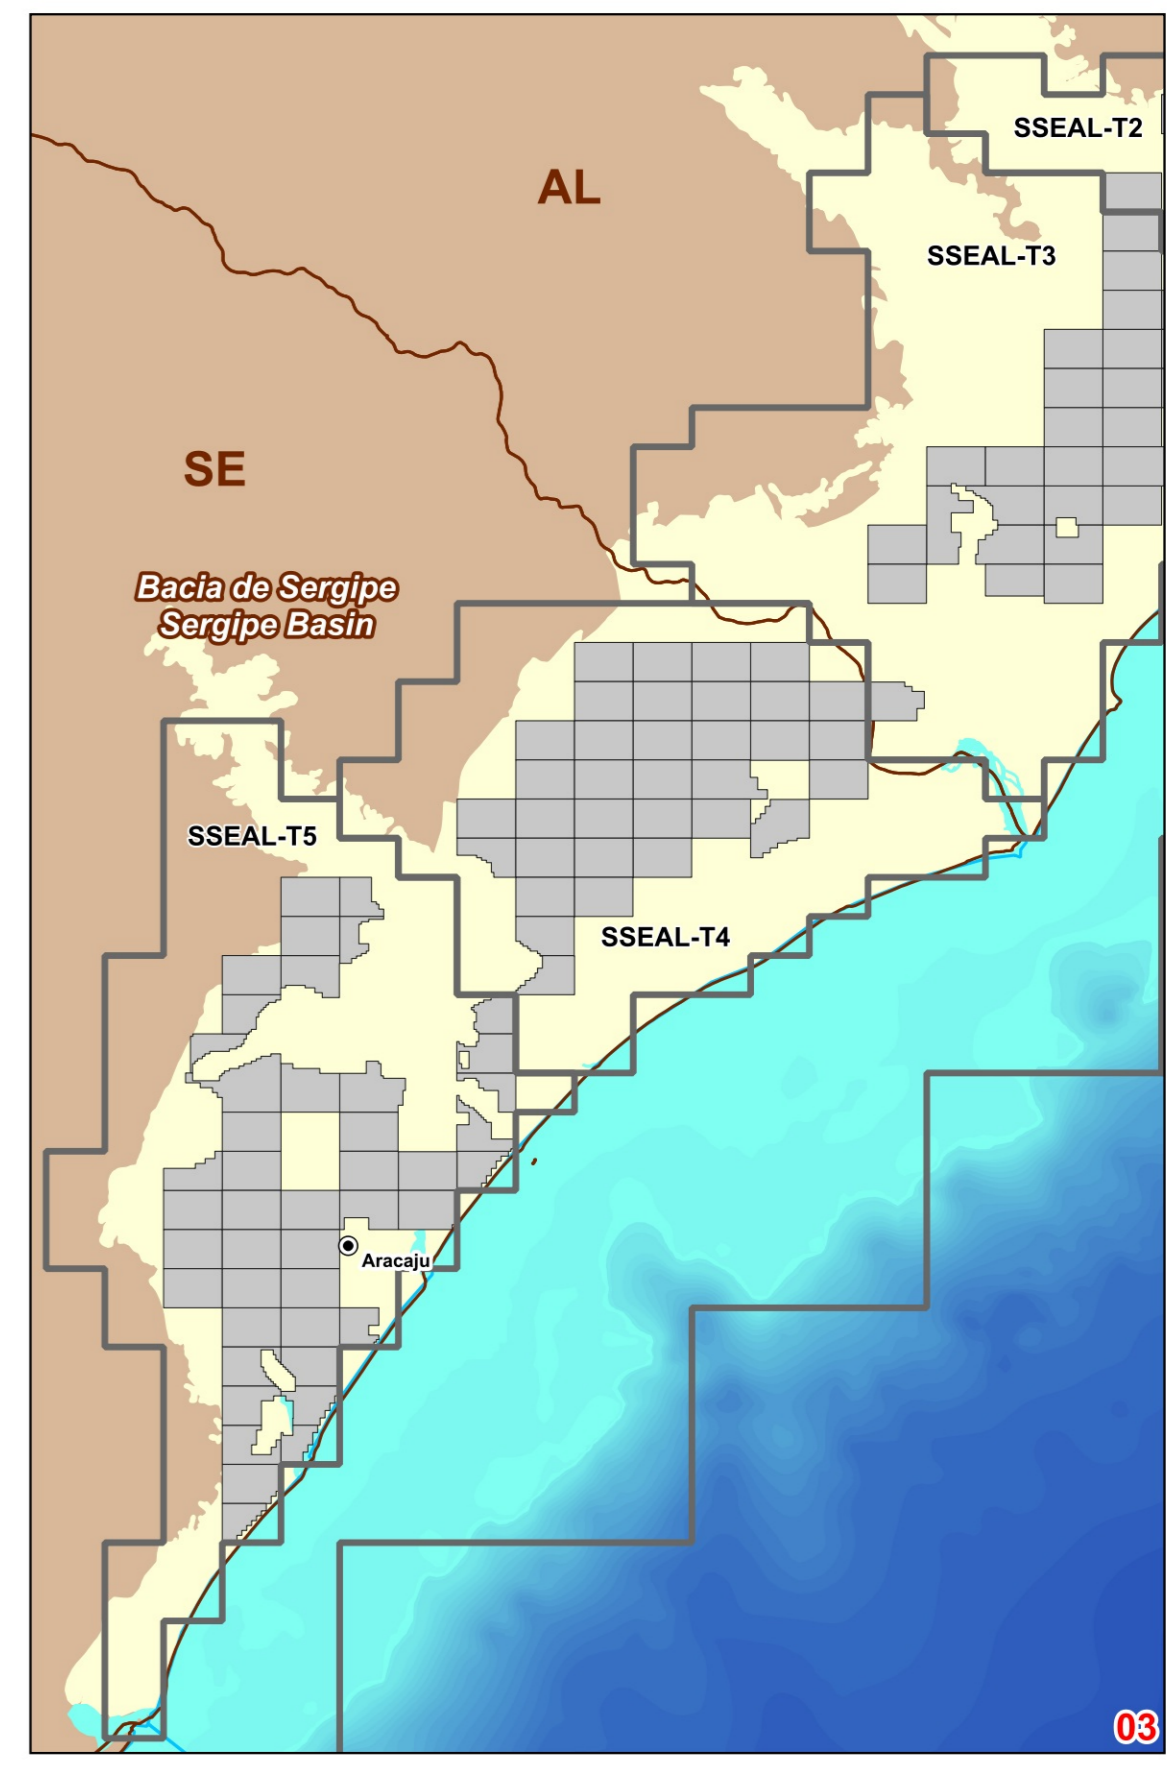 SSEAL-T2
AL
SSEAL-T3
SE
Bacia de Sergipe
Sergipe Basin
SSEAL-T5
SSEAL-T4
Aracaju
03